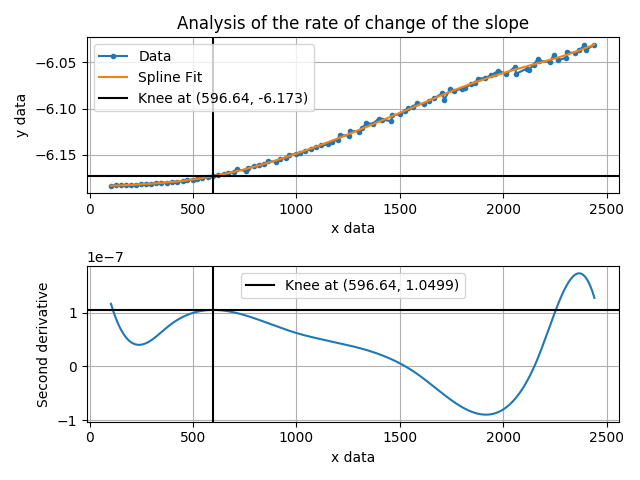 Analysis of the rate of change of the slope
Data
Spline Fit
Knee at (596.64, -6.173)
y data
−6.05
−6.10
−6.15
0
500
1000
1500
2000
2500
x data
1e−7
Knee at (596.64, 1.0499)
Second derivative
1
0
−1
0
500
1000
1500
2000
2500
x data